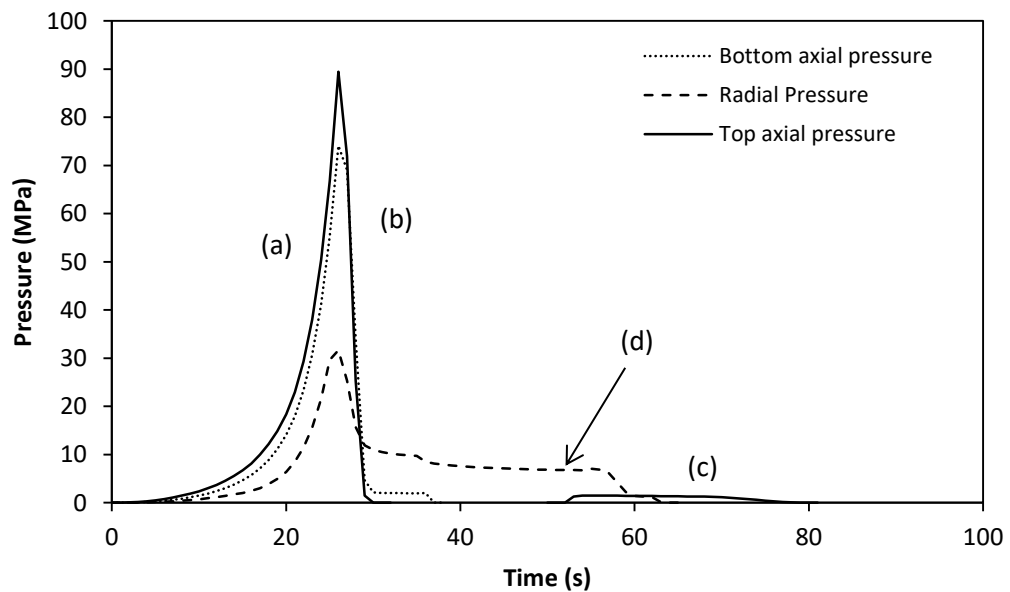 100
90
80
70
60
50
40
30
20
10
0
Pressure (MPa)
Bottom axial pressure
Radial Pressure
Top axial pressure
(a)
(b)
(d)
(c)
0
20
40
60
80
100
Time (s)